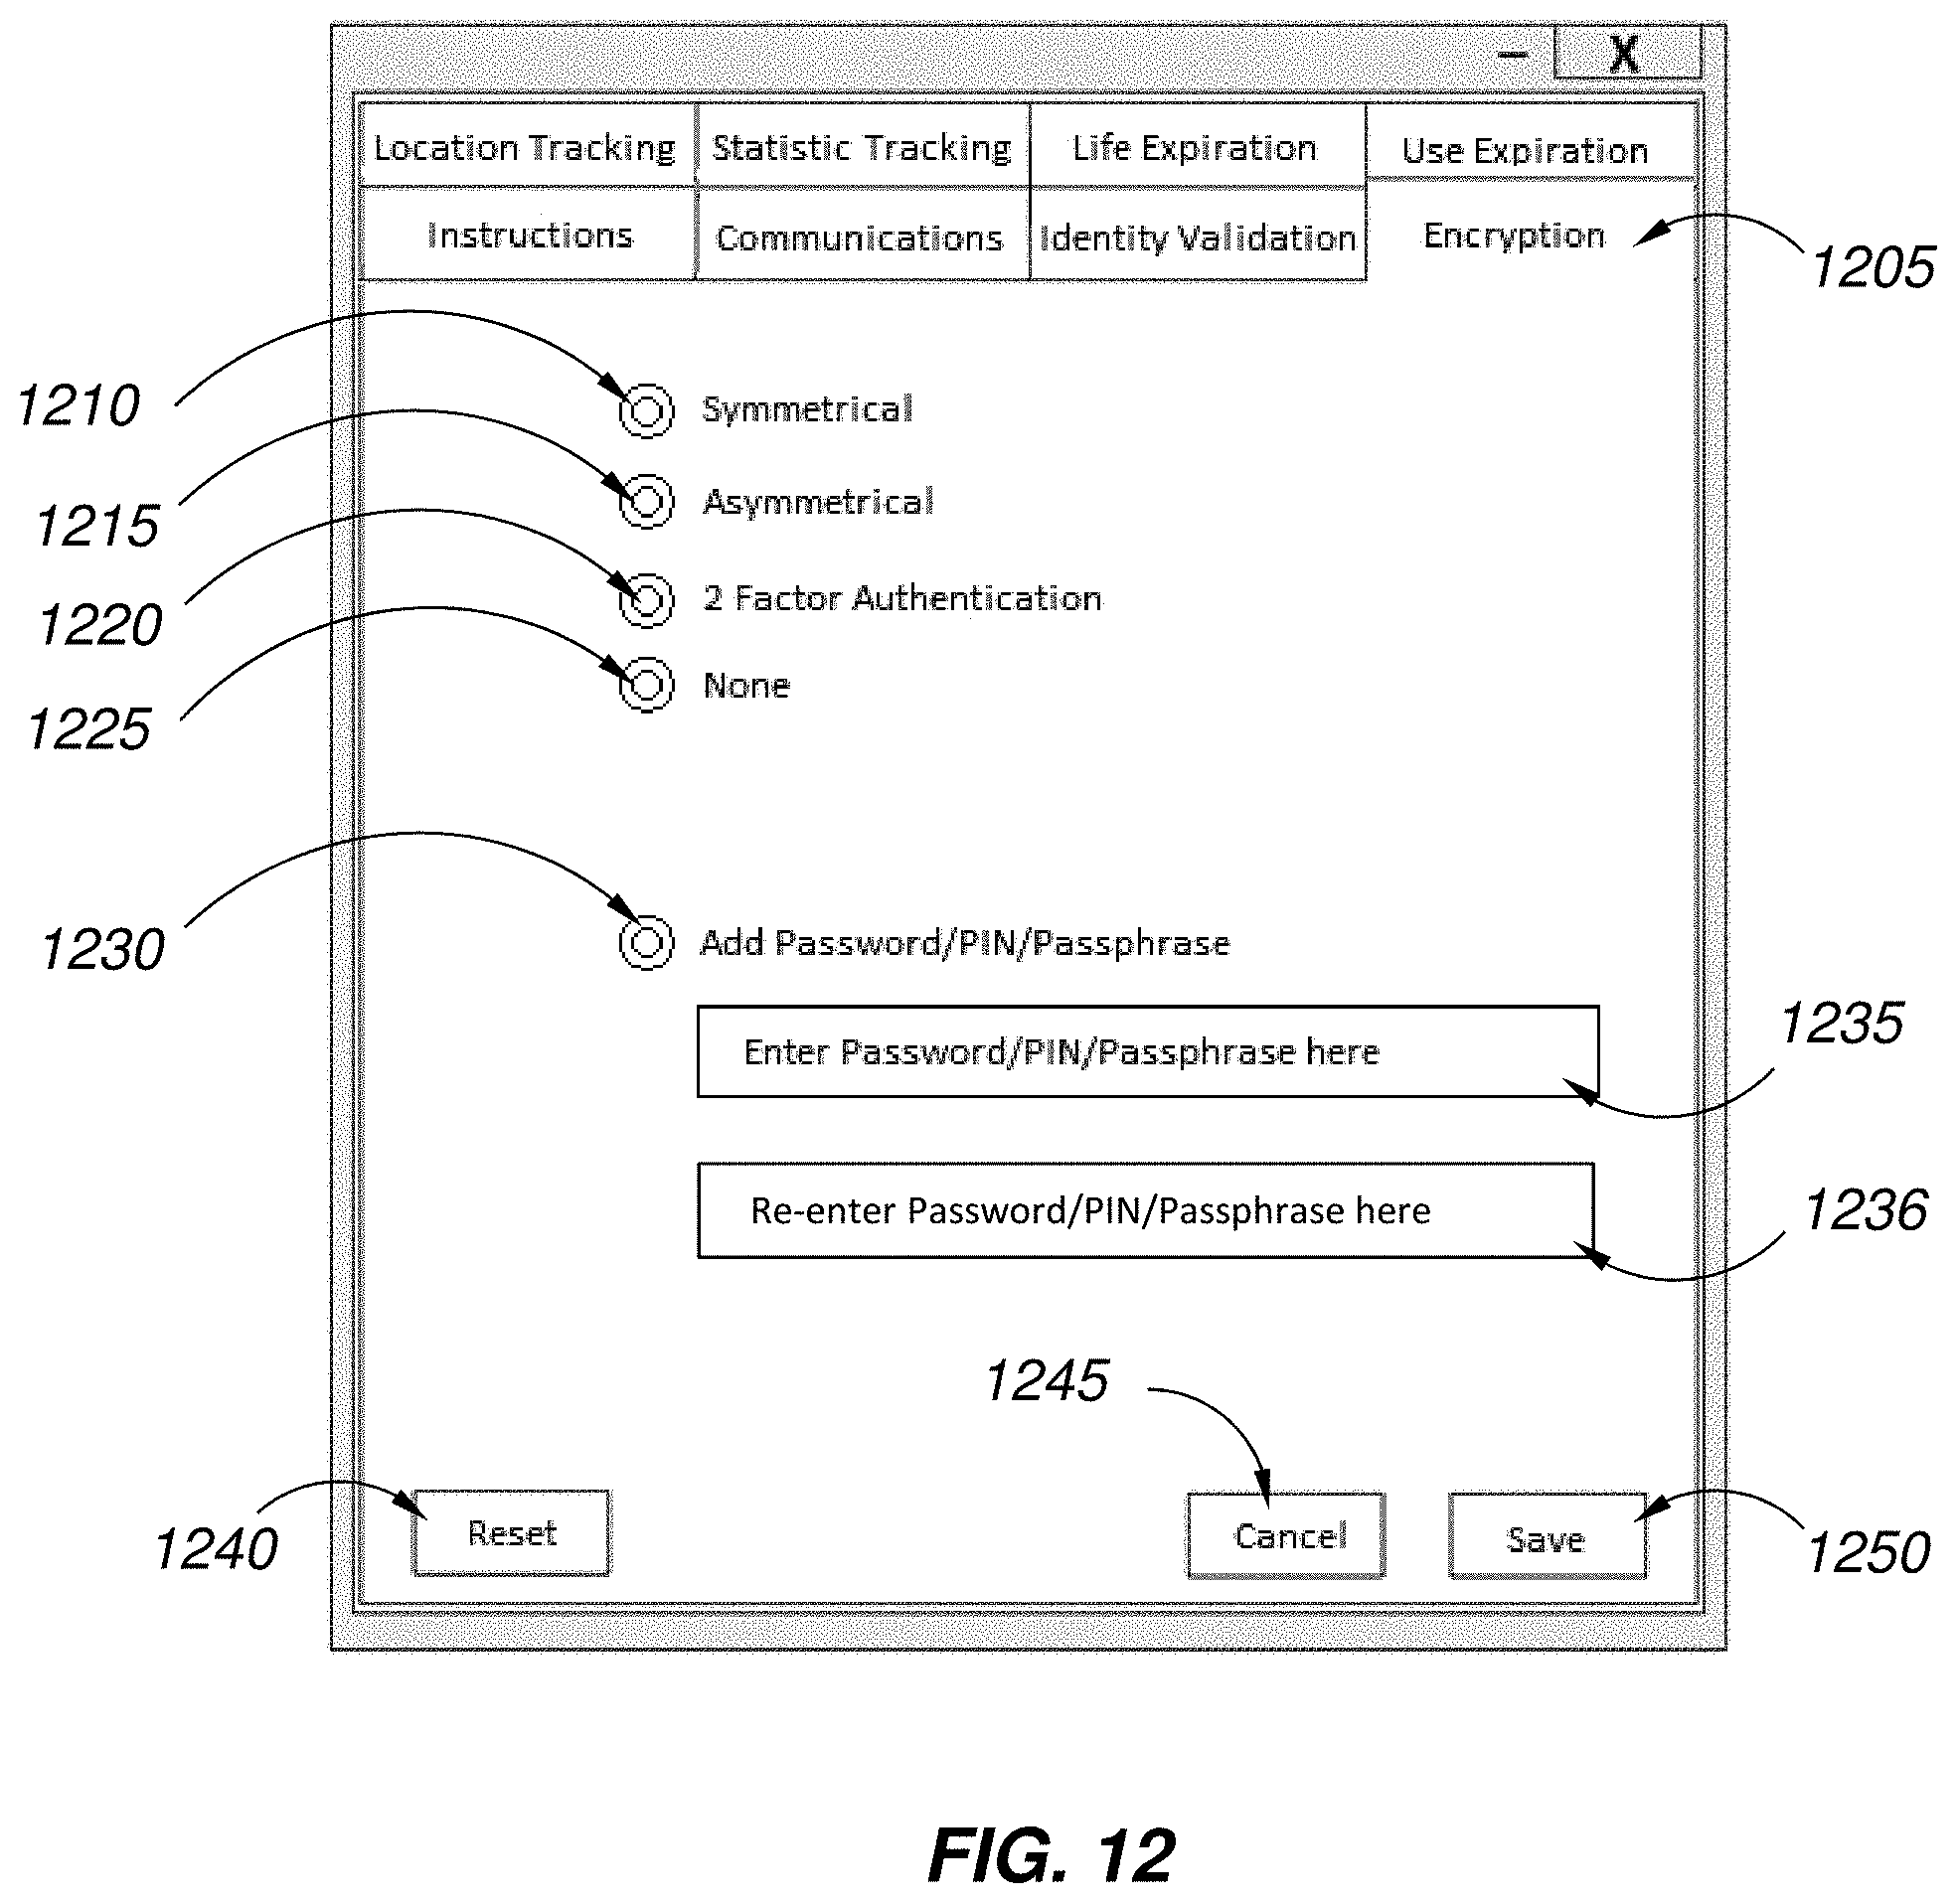 – X
Location Tracking Statistic Tracking Life Expiration Use Expiration
Instructions Communications Identity Validation Encryption
1205
1210 Symmetrical
1215 Asymmetrical
1220 2 Factor Authentication
1225 None
1230 Add Password/PIN/Passphrase
Enter Password/PIN/Passphrase here 1235
Re-enter Password/PIN/Passphrase here 1236
1245
1240 Reset Cancel Save 1250
FIG. 12